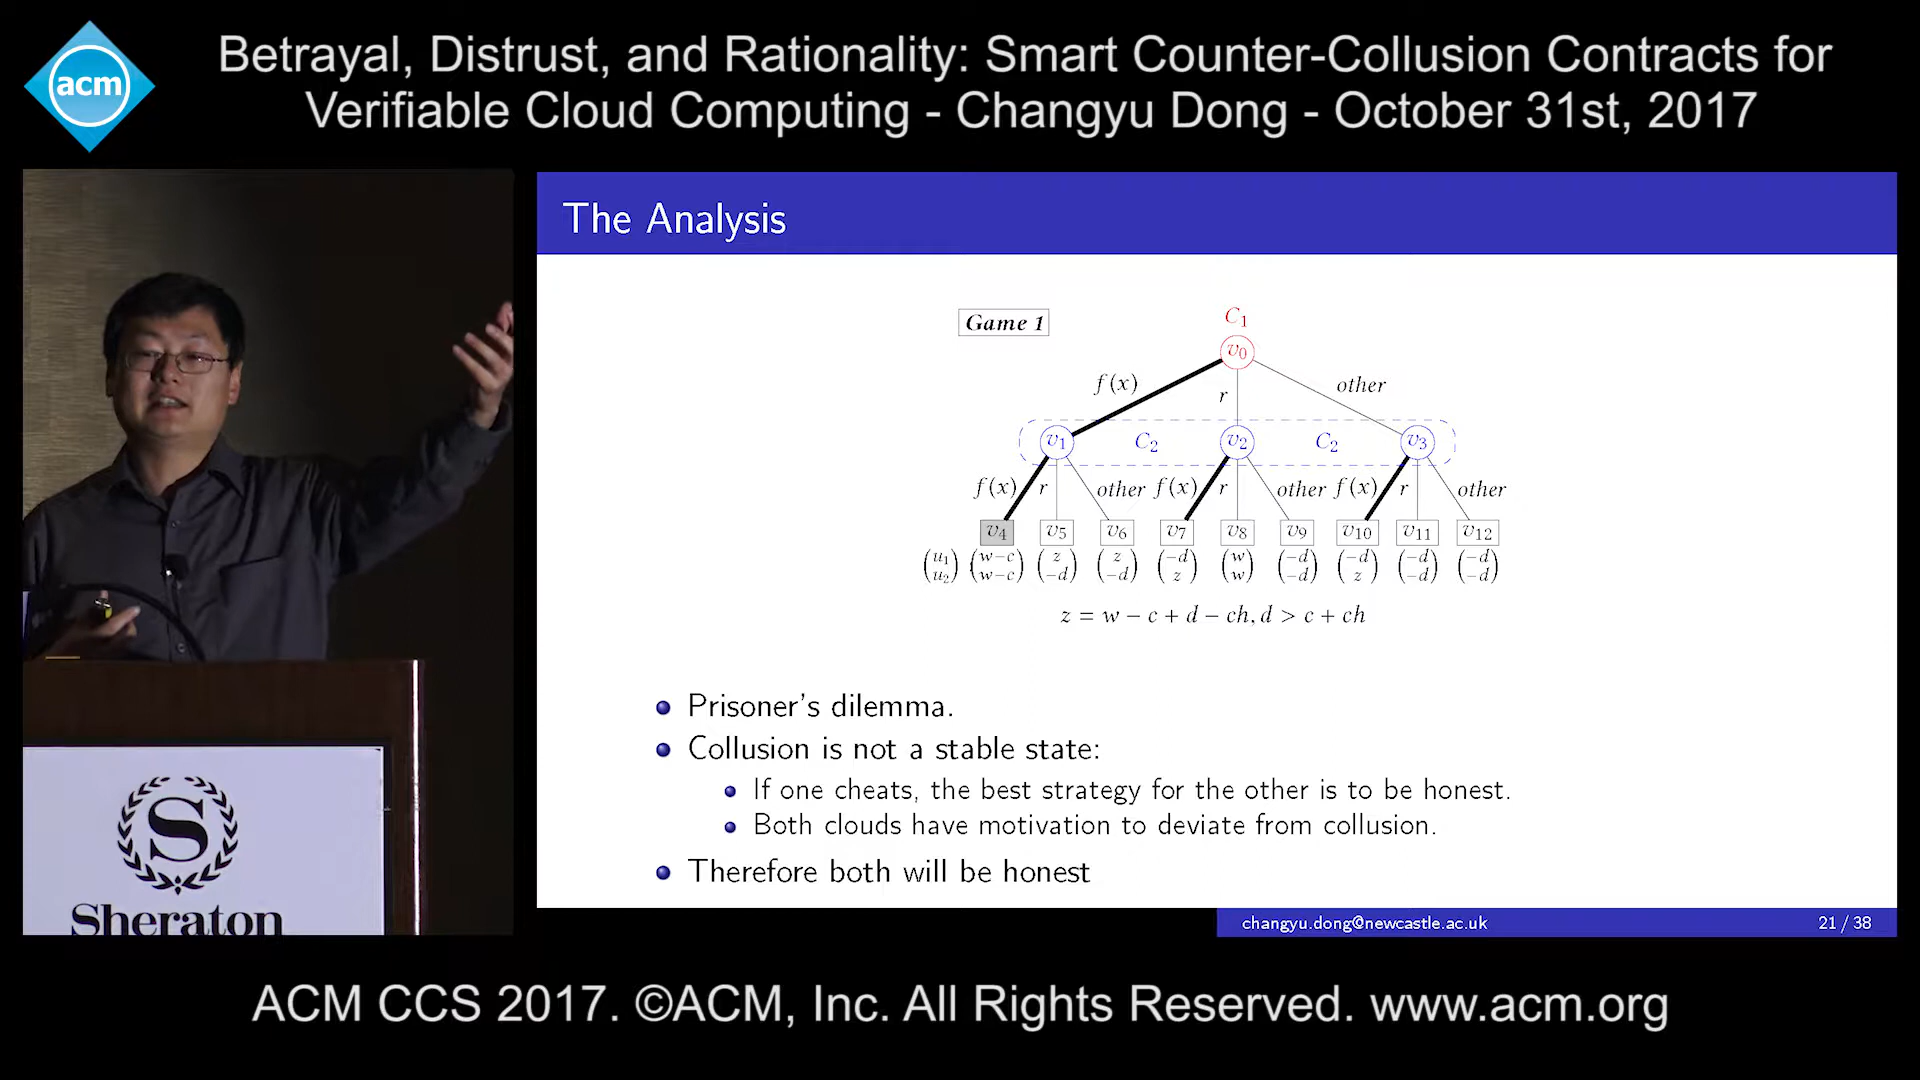 acm
Betrayal, Distrust, and Rationality: Smart Counter-Collusion Contracts for
Verifiable Cloud Computing - Changyu Dong - October 31st, 2017
The Analysis
Game 1
C1
v0
f(x) r other
v1 C2 v2 C2 v3
f(x) r other f(x) r other f(x) r other
v4 v5 v6 v7 v8 v9 v10 v11 v12
(u1 (w−c (z (z (−d (w (−d (−d (−d (−d
u2) w−c) −d) −d) z) w) −d) z) −d) −d)
z = w − c + d − ch, d > c + ch
Prisoner's dilemma.
Collusion is not a stable state:
If one cheats, the best strategy for the other is to be honest.
Both clouds have motivation to deviate from collusion.
Therefore both will be honest
changyu.dong@newcastle.ac.uk 21 / 38
S
Sheraton
ACM CCS 2017. ©ACM, Inc. All Rights Reserved. www.acm.org